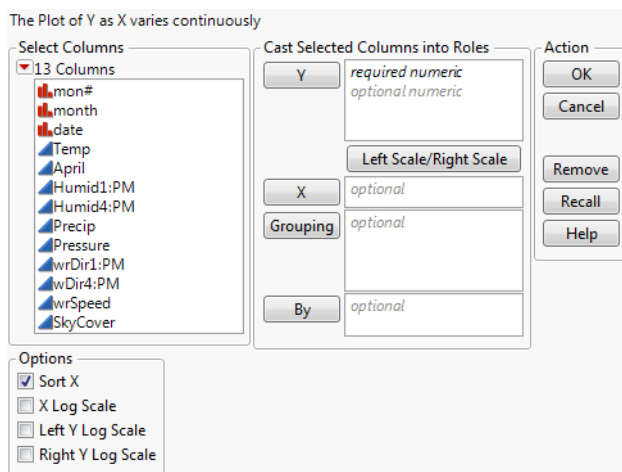 The Plot of Y as X varies continuously
Select Columns
13 Columns
mon#
month
date
Temp
April
Humid1:PM
Humid4:PM
Precip
Pressure
wrDir1:PM
wDir4:PM
wrSpeed
SkyCover
Cast Selected Columns into Roles
Y
required numeric
optional numeric
Left Scale/Right Scale
X
optional
Grouping
optional
By
optional
Action
OK
Cancel
Remove
Recall
Help
Options
Sort X
X Log Scale
Left Y Log Scale
Right Y Log Scale